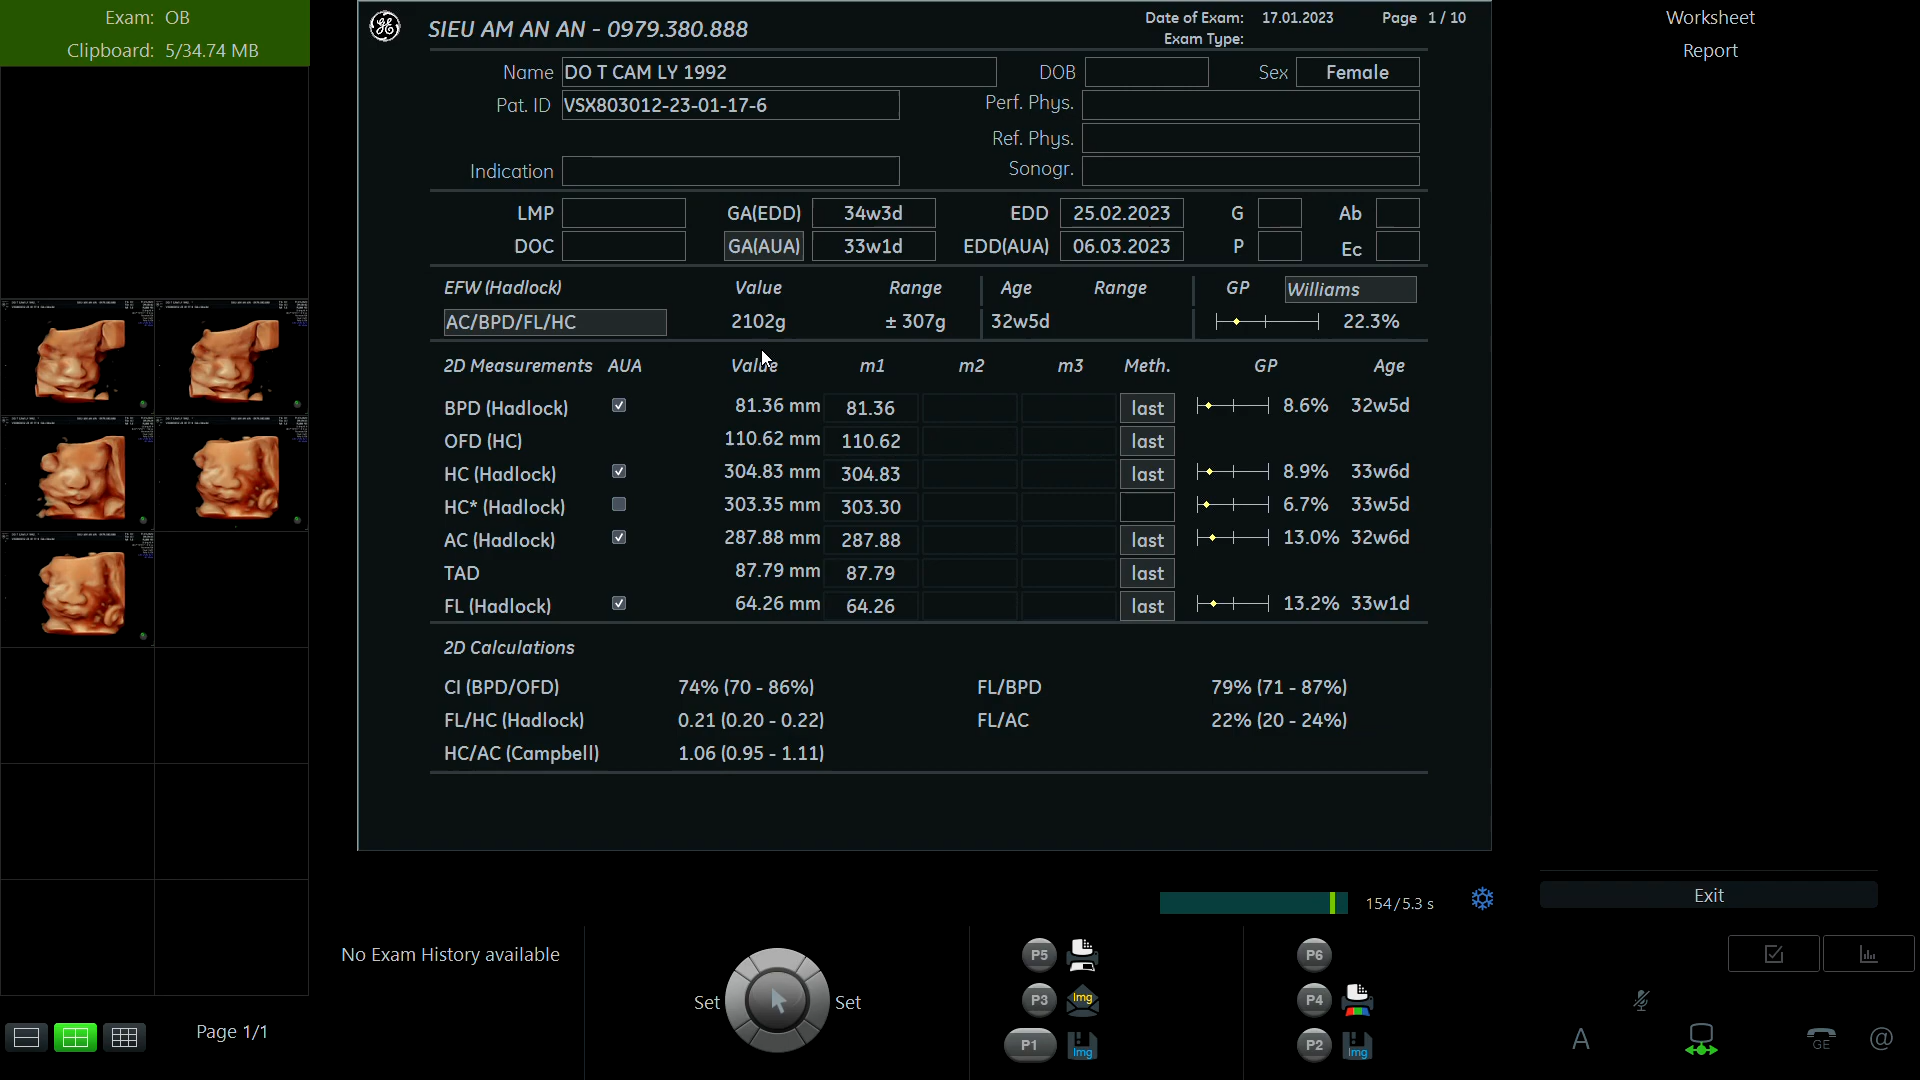 Exam: OB
Clipboard: 5/34.74 MB
SIEU AM AN AN - 0979.380.888
Date of Exam: 17.01.2023 Page 1 / 10
Exam Type:
Name DO T CAM LY 1992 DOB Sex Female
Pat. ID VSX803012-23-01-17-6 Perf. Phys.
Ref. Phys.
Indication Sonogr.
LMP GA(EDD) 34w3d EDD 25.02.2023 G Ab
DOC GA(AUA) 33w1d EDD(AUA) 06.03.2023 P Ec
EFW (Hadlock) Value Range Age Range GP Williams
AC/BPD/FL/HC 2102g ± 307g 32w5d 22.3%
2D Measurements AUA Value m1 m2 m3 Meth. GP Age
BPD (Hadlock) 81.36 mm 81.36 last 8.6% 32w5d
OFD (HC) 110.62 mm 110.62 last
HC (Hadlock) 304.83 mm 304.83 last 8.9% 33w6d
HC* (Hadlock) 303.35 mm 303.30 6.7% 33w5d
AC (Hadlock) 287.88 mm 287.88 last 13.0% 32w6d
TAD 87.79 mm 87.79 last
FL (Hadlock) 64.26 mm 64.26 last 13.2% 33w1d
2D Calculations
CI (BPD/OFD) 74% (70 - 86%) FL/BPD 79% (71 - 87%)
FL/HC (Hadlock) 0.21 (0.20 - 0.22) FL/AC 22% (20 - 24%)
HC/AC (Campbell) 1.06 (0.95 - 1.11)
Worksheet
Report
154/5.3 s
Exit
No Exam History available
Set Set
P5 P6
P3 Img P4
P1 Img P2 Img
Page 1/1
A GE @